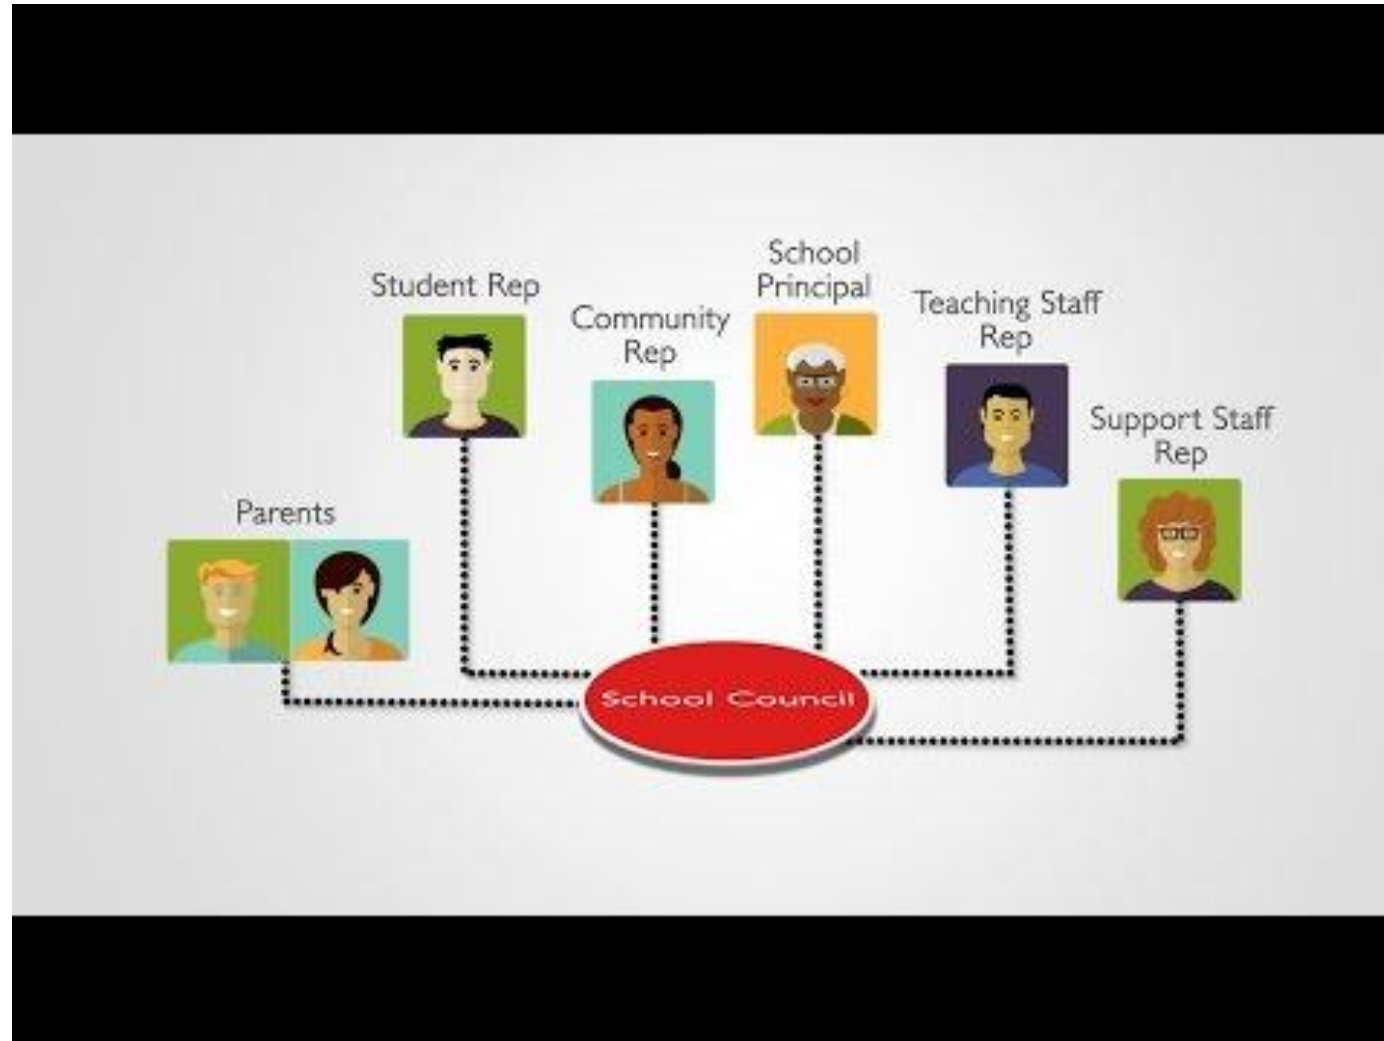 Student Rep
Community
Rep
School
Principal
Teaching Staff
Rep
Support Staff
Rep
Parents
School Council